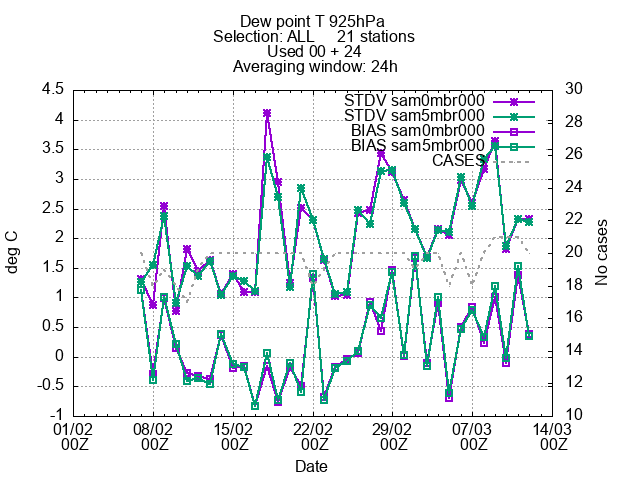 Dew point T 925hPa
Selection: ALL 21 stations
Used 00 + 24
Averaging window: 24h
STDV sam0mbr000
STDV sam5mbr000
BIAS sam0mbr000
BIAS sam5mbr000
CASES
deg C
4.5
4
3.5
3
2.5
2
1.5
1
0.5
0
-0.5
-1
30
28
26
24
22
20
18
16
14
12
10
No cases
01/02 08/02 15/02 22/02 29/02 07/03 14/03
00Z 00Z 00Z 00Z 00Z 00Z 00Z
Date